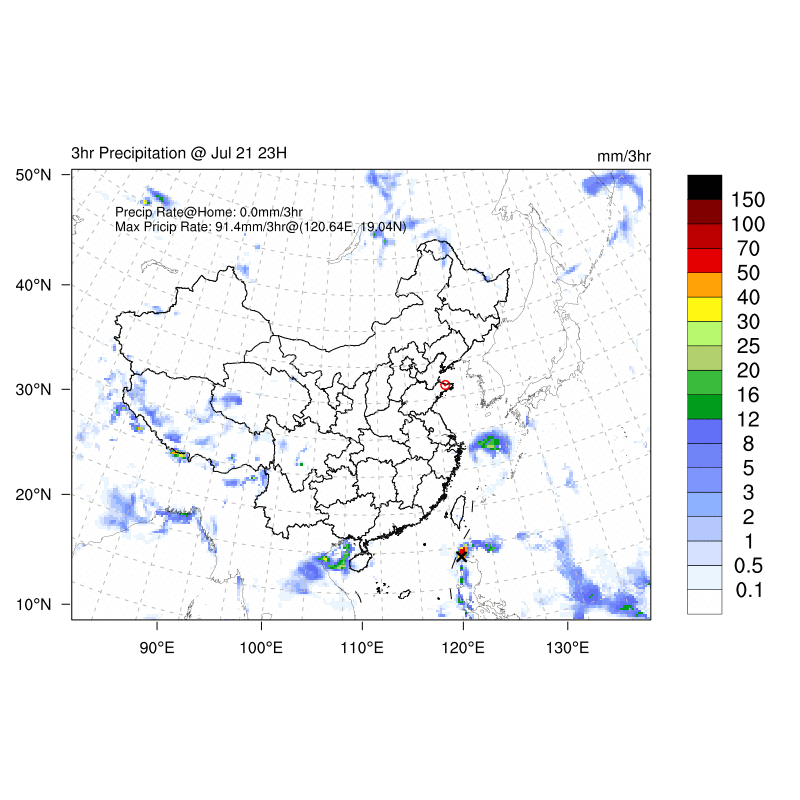 3hr Precipitation @ Jul 21 23H
mm/3hr
Precip Rate@Home: 0.0mm/3hr
Max Pricip Rate: 91.4mm/3hr@(120.64E, 19.04N)
50°N
40°N
30°N
20°N
10°N
90°E
100°E
110°E
120°E
130°E
150
100
70
50
40
30
25
20
16
12
8
5
3
2
1
0.5
0.1